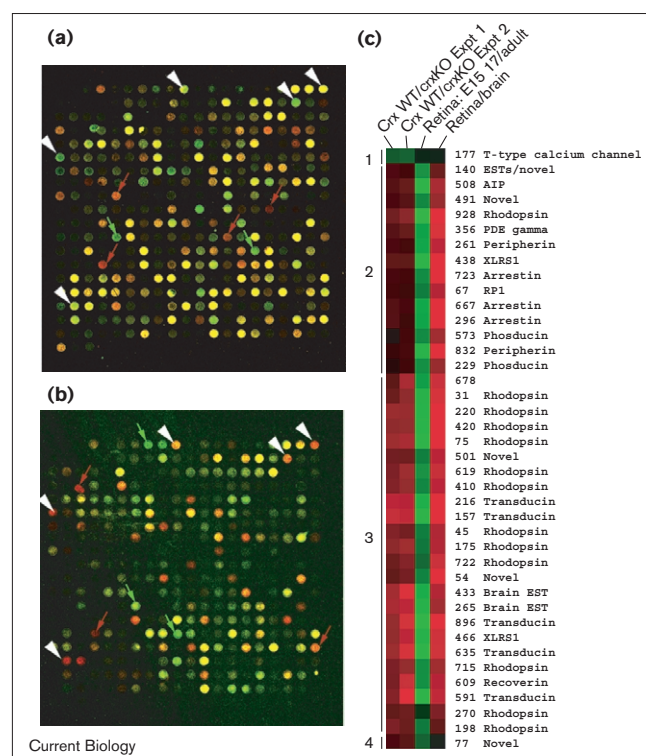 (a)
(b)
(c)
Crx WT/crxKO Expt 1
Crx WT/crxKO Expt 2
Retina: E15 17/adult
Retina/brain
1
2
3
4
177 T-type calcium channel
140 ESTs/novel
508 AIP
491 Novel
928 Rhodopsin
356 PDE gamma
261 Peripherin
438 XLRS1
723 Arrestin
67 RP1
667 Arrestin
296 Arrestin
573 Phosducin
832 Peripherin
229 Phosducin
678
31 Rhodopsin
220 Rhodopsin
420 Rhodopsin
75 Rhodopsin
501 Novel
619 Rhodopsin
410 Rhodopsin
216 Transducin
157 Transducin
45 Rhodopsin
175 Rhodopsin
722 Rhodopsin
54 Novel
433 Brain EST
265 Brain EST
896 Transducin
466 XLRS1
635 Transducin
715 Rhodopsin
609 Recoverin
591 Transducin
270 Rhodopsin
198 Rhodopsin
77 Novel
Current Biology